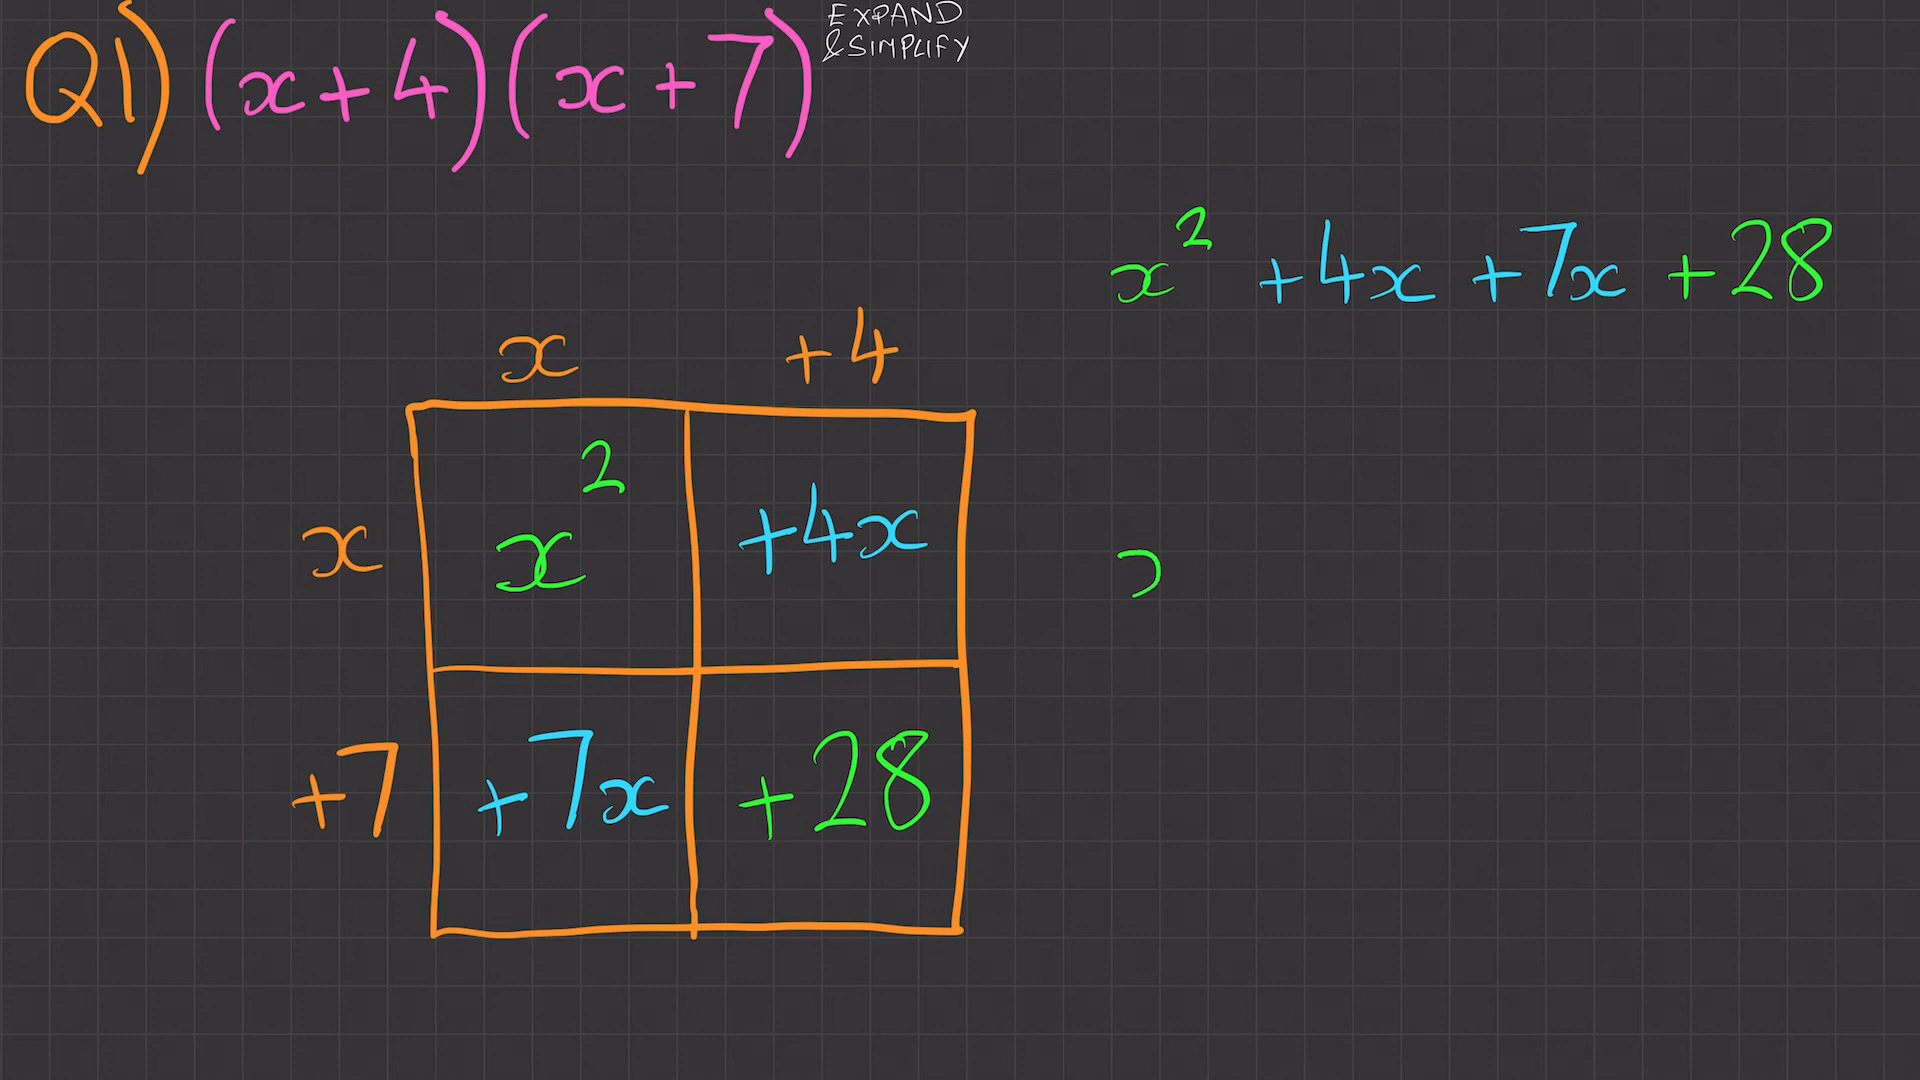 Q1) (x+4)(x+7) EXPAND
& SIMPLIFY
x² +4x +7x +28
x +4
x x² +4x
+7 +7x +28